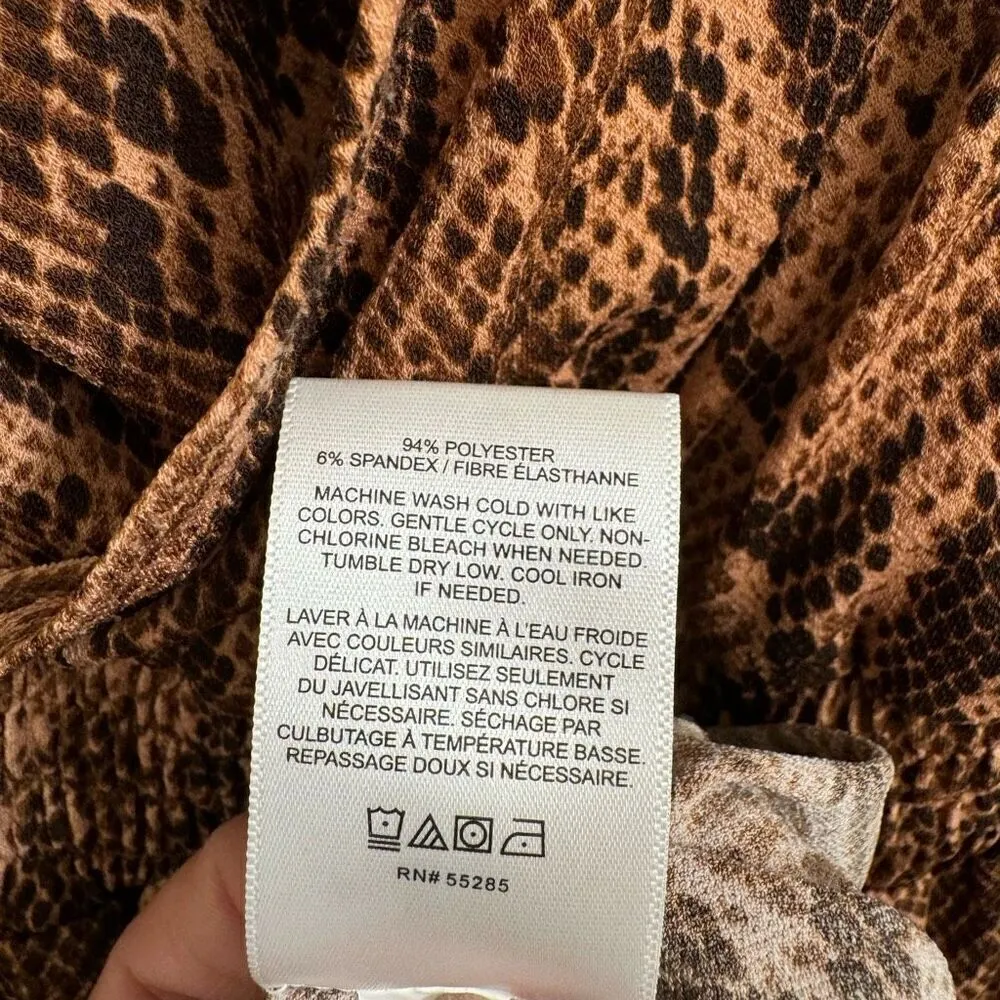 94% POLYESTER
6% SPANDEX / FIBRE ÉLASTHANNE
MACHINE WASH COLD WITH LIKE
COLORS. GENTLE CYCLE ONLY. NON-
CHLORINE BLEACH WHEN NEEDED.
TUMBLE DRY LOW. COOL IRON
IF NEEDED.
LAVER À LA MACHINE À L'EAU FROIDE
AVEC COULEURS SIMILAIRES. CYCLE
DÉLICAT. UTILISEZ SEULEMENT
DU JAVELLISANT SANS CHLORE SI
NÉCESSAIRE. SÉCHAGE PAR
CULBUTAGE À TEMPÉRATURE BASSE.
REPASSAGE DOUX SI NÉCESSAIRE.
RN# 55285